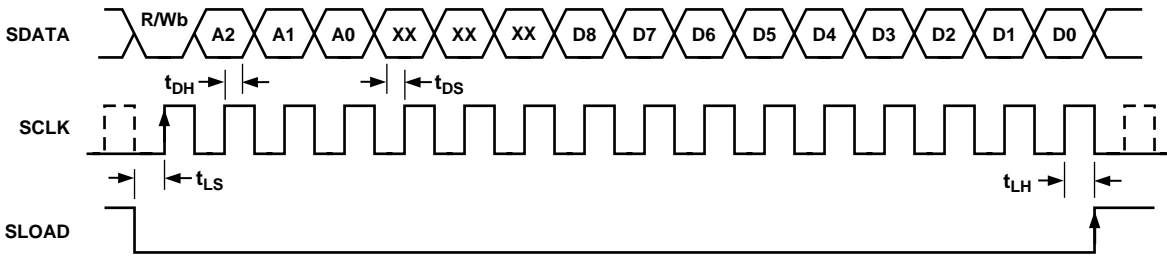 SDATA R/Wb A2 A1 A0 XX XX XX D8 D7 D6 D5 D4 D3 D2 D1 D0
tDH tDS
SCLK
tLS tLH
SLOAD